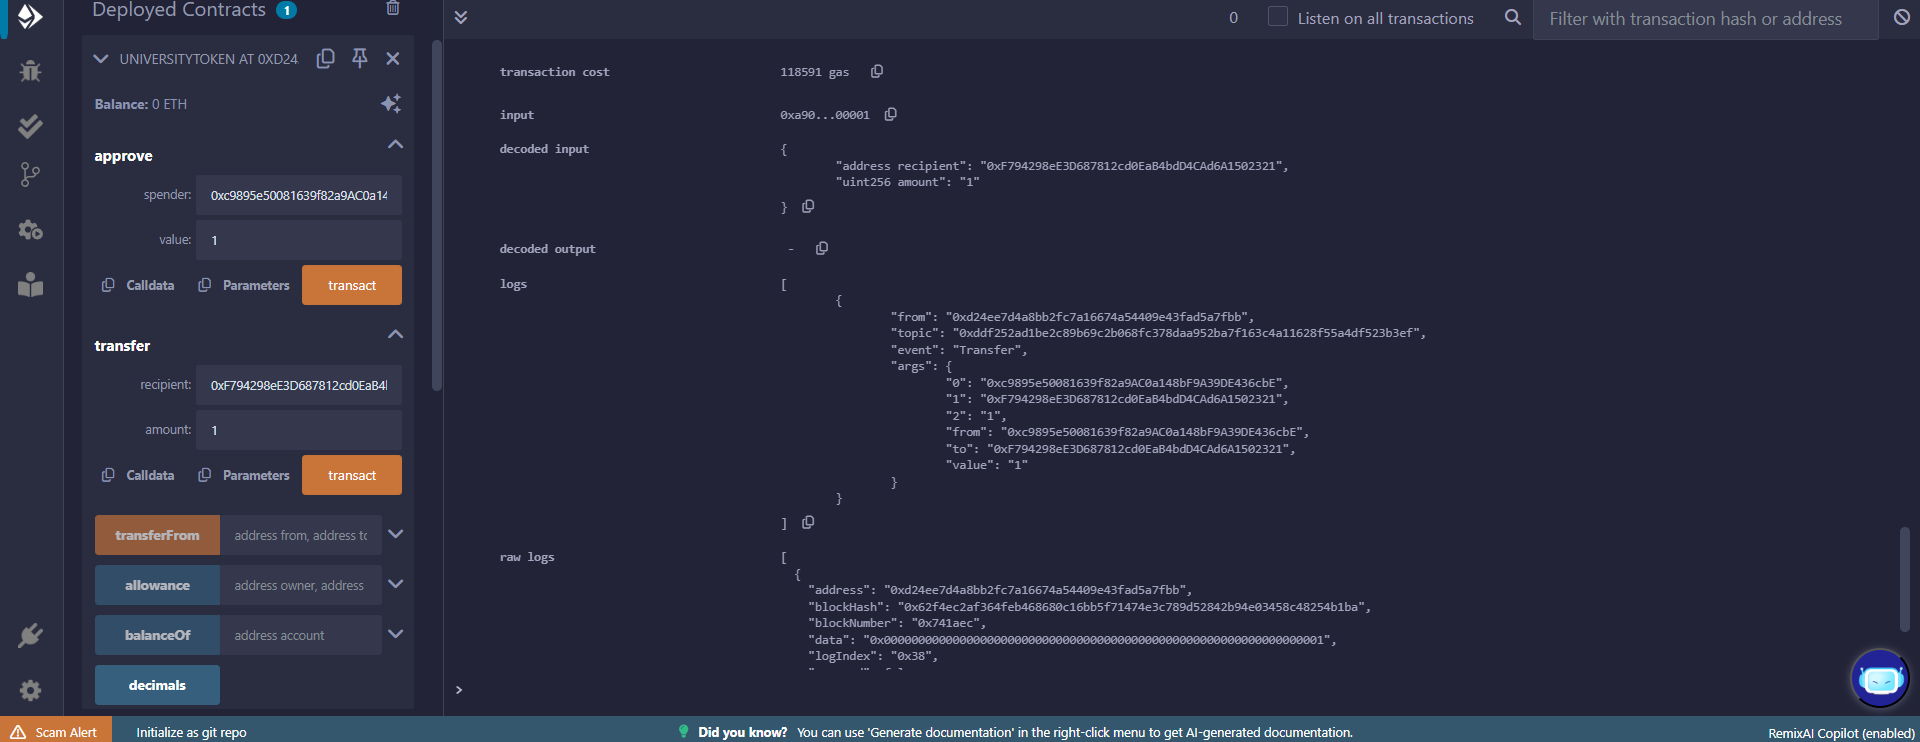 Deployed Contracts 1
UNIVERSITYTOKEN AT 0XD24
Balance: 0 ETH
approve
spender: 0xc9895e50081639f82a9AC0a14
value: 1
Calldata Parameters transact
transfer
recipient: 0xF794298eE3D687812cd0EaB4
amount: 1
Calldata Parameters transact
transferFrom address from, address to
allowance address owner, address
balanceOf address account
decimals
0 Listen on all transactions Filter with transaction hash or address
transaction cost 118591 gas
input 0xa90...00001
decoded input {
"address recipient": "0xF794298eE3D687812cd0EaB4bdD4CAd6A1502321",
"uint256 amount": "1"
}
decoded output -
logs [
{
"from": "0xd24ee7d4a8bb2fc7a16674a54409e43fad5a7fbb",
"topic": "0xddf252ad1be2c89b69c2b068fc378daa952ba7f163c4a11628f55a4df523b3ef",
"event": "Transfer",
"args": {
"0": "0xc9895e50081639f82a9AC0a148bF9A39DE436cbE",
"1": "0xF794298eE3D687812cd0EaB4bdD4CAd6A1502321",
"2": "1",
"from": "0xc9895e50081639f82a9AC0a148bF9A39DE436cbE",
"to": "0xF794298eE3D687812cd0EaB4bdD4CAd6A1502321",
"value": "1"
}
}
]
raw logs [
{
"address": "0xd24ee7d4a8bb2fc7a16674a54409e43fad5a7fbb",
"blockHash": "0x62f4ec2af364feb468680c16bb5f71474e3c789d52842b94e03458c48254b1ba",
"blockNumber": "0x741aec",
"data": "0x0000000000000000000000000000000000000000000000000000000000000001",
"logIndex": "0x38",
>
Scam Alert Initialize as git repo Did you know? You can use 'Generate documentation' in the right-click menu to get AI-generated documentation. RemixAI Copilot (enabled)